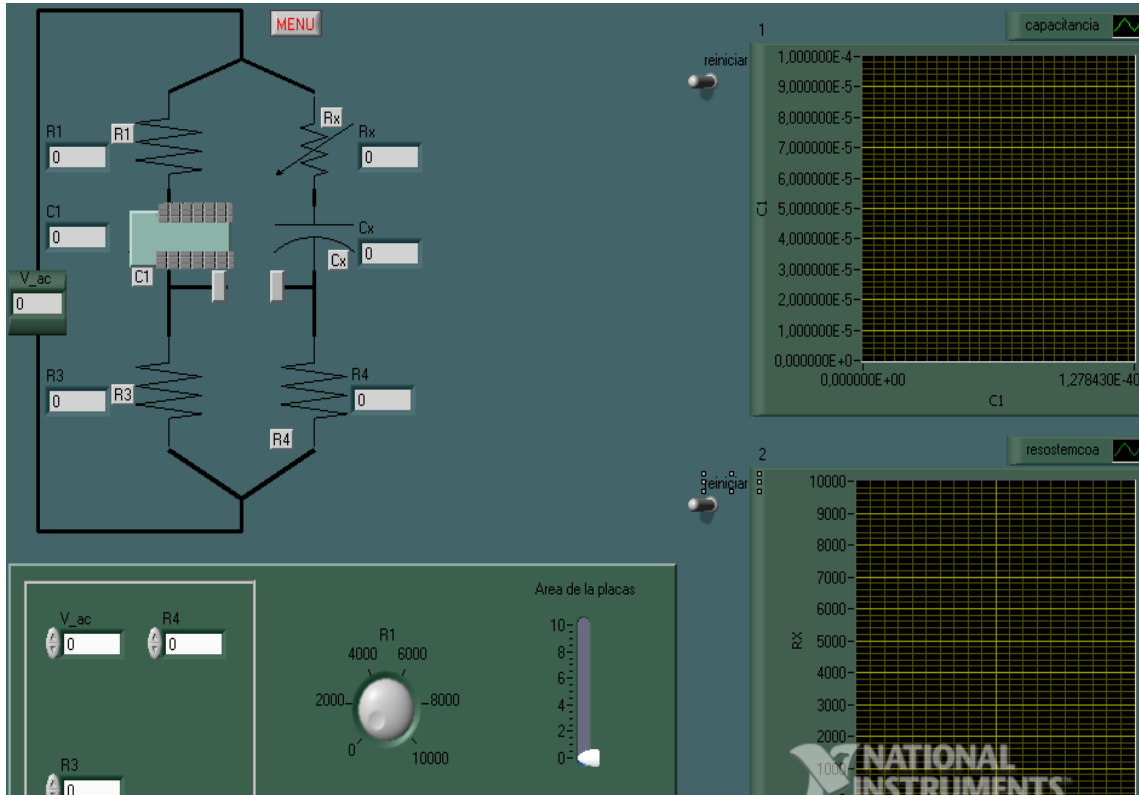 MENU
R1
0
R1
Rx
Rx
0
C1
0
C1
Cx
Cx
0
V_ac
0
R3
0
R3
R4
0
R4
1
capacitancia
reiniciar
1,000000E-4
9,000000E-5
8,000000E-5
7,000000E-5
6,000000E-5
5,000000E-5
4,000000E-5
3,000000E-5
2,000000E-5
1,000000E-5
0,000000E+0
C1
0,000000E+00
1,278430E-40
C1
2
resostemcoa
reiniciar
10000
9000
8000
7000
6000
5000
4000
3000
2000
1000
RX
NATIONAL
INSTRUMENTS
V_ac
0
R4
0
R3
0
R1
0
2000
4000
6000
8000
10000
Area de la placas
10
8
6
4
2
0